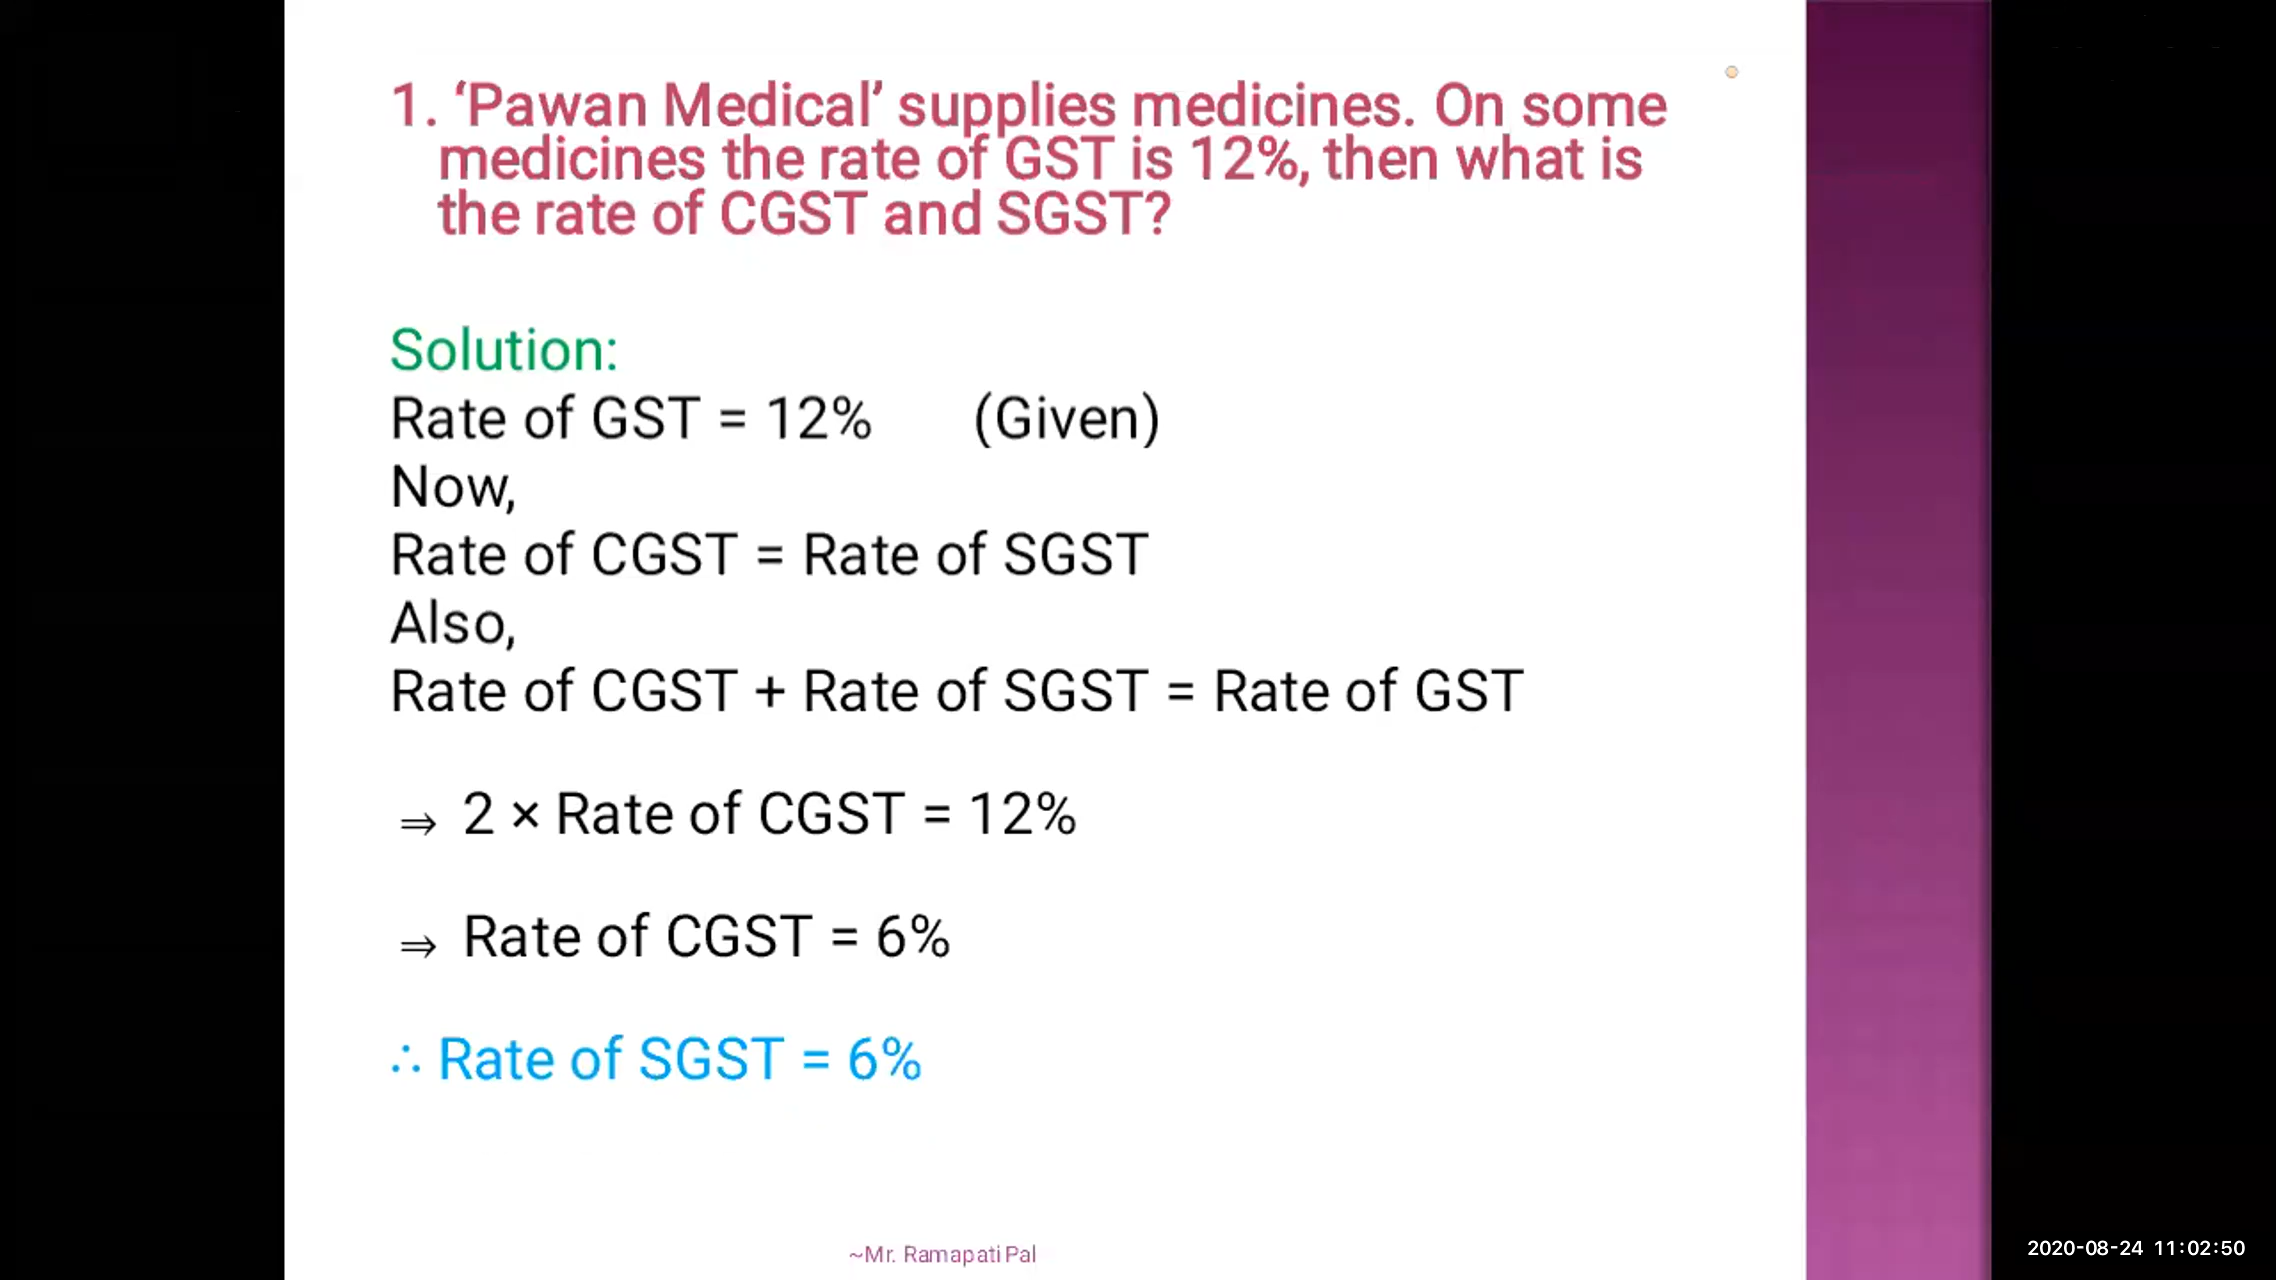 1. ‘Pawan Medical’ supplies medicines. On some
medicines the rate of GST is 12%, then what is
the rate of CGST and SGST?
Solution:
Rate of GST = 12% (Given)
Now,
Rate of CGST = Rate of SGST
Also,
Rate of CGST + Rate of SGST = Rate of GST
⇒ 2 × Rate of CGST = 12%
⇒ Rate of CGST = 6%
∴ Rate of SGST = 6%
~Mr. Ramapati Pal
2020-08-24 11:02:50